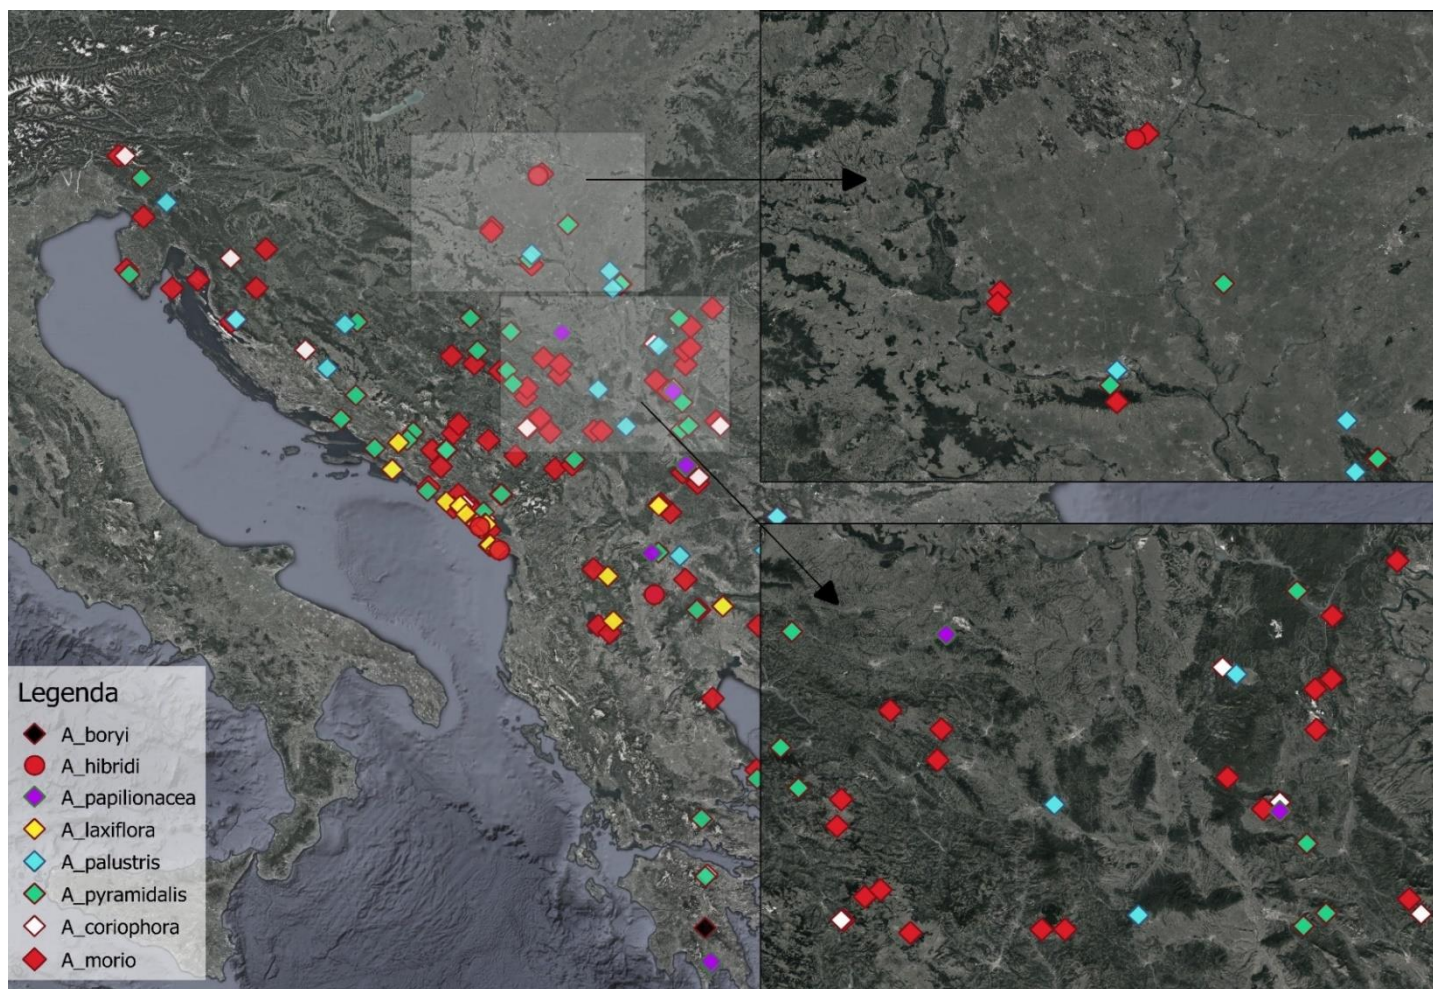 Legenda
A_boryi
A_hibridi
A_papilionacea
A_laxiflora
A_palustris
A_pyramidalis
A_coriophora
A_morio